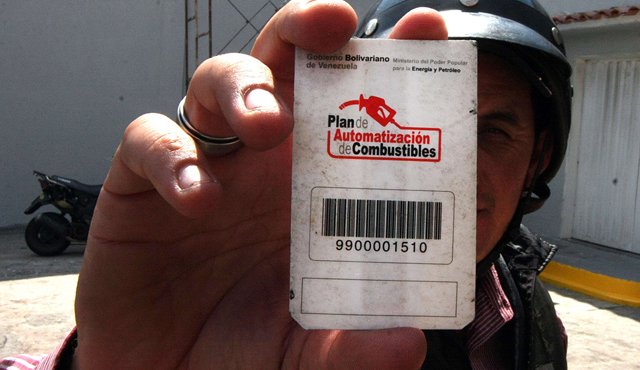 Gobierno Bolivariano
de Venezuela
Ministerio del Poder Popular
para la Energía y Petróleo
Plan de
Automatización
de Combustibles
9900001510